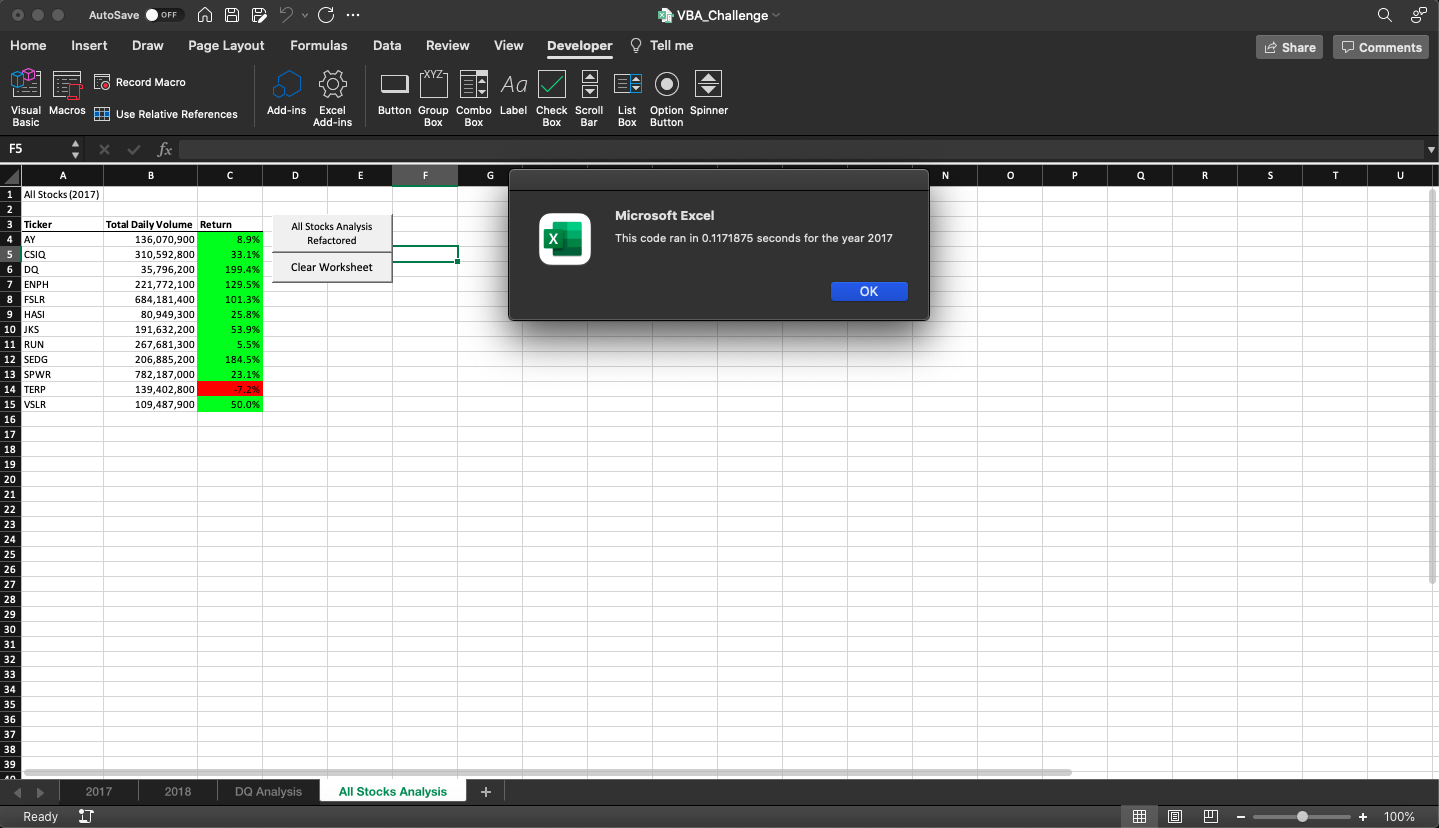 AutoSave OFF VBA_Challenge
Home Insert Draw Page Layout Formulas Data Review View Developer Tell me Share Comments
Visual Basic
Macros
Record Macro
Use Relative References
Add-ins
Excel Add-ins
Button
XYZ
Group Box
Combo Box
Aa
Label
Check Box
Scroll Bar
List Box
Option Button
Spinner
F5 fx
A B C D E F G N O P Q R S T U
1 All Stocks (2017)
2
3 Ticker Total Daily Volume Return
4 AY 136,070,900 8.9%
5 CSIQ 310,592,800 33.1%
6 DQ 35,796,200 199.4%
7 ENPH 221,772,100 129.5%
8 FSLR 684,181,400 101.3%
9 HASI 80,949,300 25.8%
10 JKS 191,632,200 53.9%
11 RUN 267,681,300 5.5%
12 SEDG 206,885,200 184.5%
13 SPWR 782,187,000 23.1%
14 TERP 139,402,800 -7.2%
15 VSLR 109,487,900 50.0%
All Stocks Analysis
Refactored
Clear Worksheet
Microsoft Excel
This code ran in 0.1171875 seconds for the year 2017
OK
16
17
18
19
20
21
22
23
24
25
26
27
28
29
30
31
32
33
34
35
36
37
38
39
40
2017 2018 DQ Analysis All Stocks Analysis +
Ready 100%